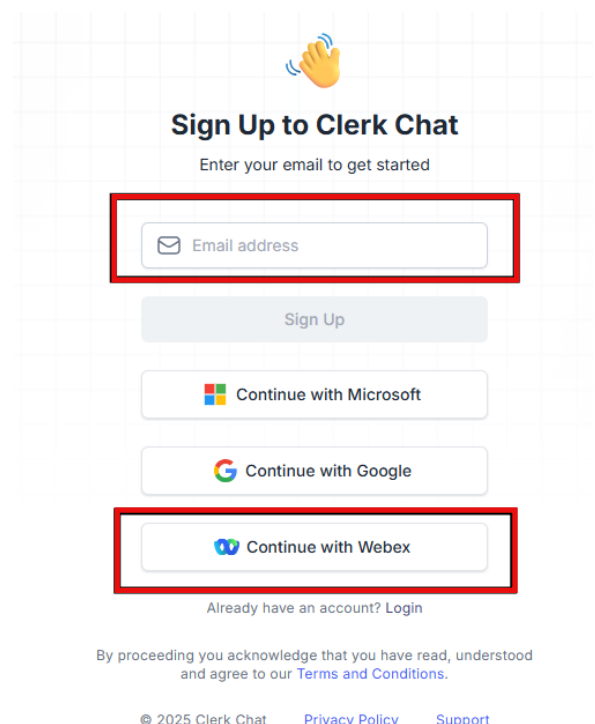 Sign Up to Clerk Chat
Enter your email to get started
Email address
Sign Up
Continue with Microsoft
Continue with Google
Continue with Webex
Already have an account? Login
By proceeding you acknowledge that you have read, understood
and agree to our Terms and Conditions.
© 2025 Clerk Chat Privacy Policy Support